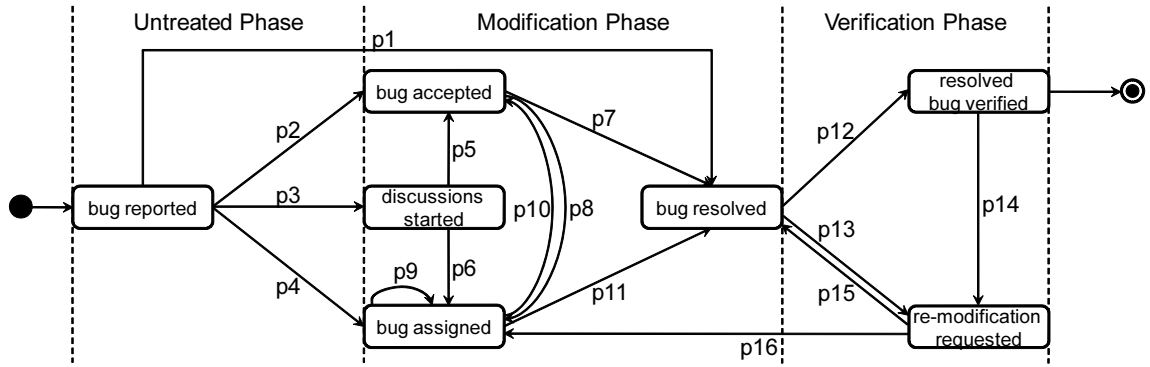 Untreated Phase
Modification Phase
Verification Phase
p1
bug accepted
resolved
bug verified
p2
p7
p12
p5
bug reported
p3
discussions
started
p10
p8
bug resolved
p14
p13
p4
p9
p6
p11
p15
bug assigned
re-modification
requested
p16